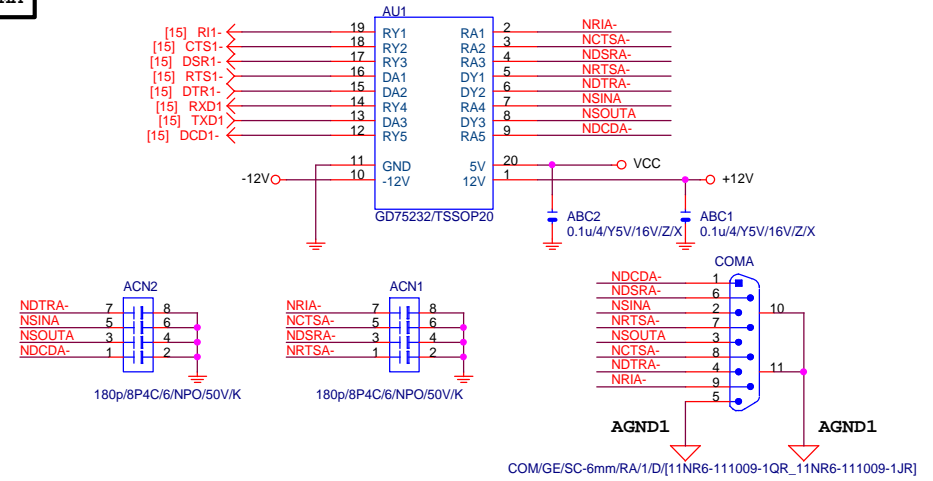 AU1
[15] RI1- 19 RY1 RA1 2 NRIA-
[15] CTS1- 18 RY2 RA2 3 NCTSA-
[15] DSR1- 17 RY3 RA3 4 NDSRA-
[15] RTS1- 16 DA1 DY1 5 NRTSA-
[15] DTR1- 15 DA2 DY2 6 NDTRA-
[15] RXD1 14 RY4 RA4 7 NSINA
[15] TXD1 13 DA3 DY3 8 NSOUTA
[15] DCD1- 12 RY5 RA5 9 NDCDA-
11 GND 5V 20 VCC
-12V 10 -12V 12V 1 +12V
GD75232/TSSOP20
ABC2
0.1u/4/Y5V/16V/Z/X
ABC1
0.1u/4/Y5V/16V/Z/X
ACN2
NDTRA- 7 8
NSINA 5 6
NSOUTA 3 4
NDCDA- 1 2
180p/8P4C/6/NPO/50V/K
ACN1
NRIA- 7 8
NCTSA- 5 6
NDSRA- 3 4
NRTSA- 1 2
180p/8P4C/6/NPO/50V/K
COMA
NDCDA- 1
NDSRA- 6
NSINA 2 10
NRTSA- 7
NSOUTA 3
NCTSA- 8
NDTRA- 4 11
NRIA- 9
5
AGND1 AGND1
COM/GE/SC-6mm/RA/1/D/[11NR6-111009-1QR_11NR6-111009-1JR]